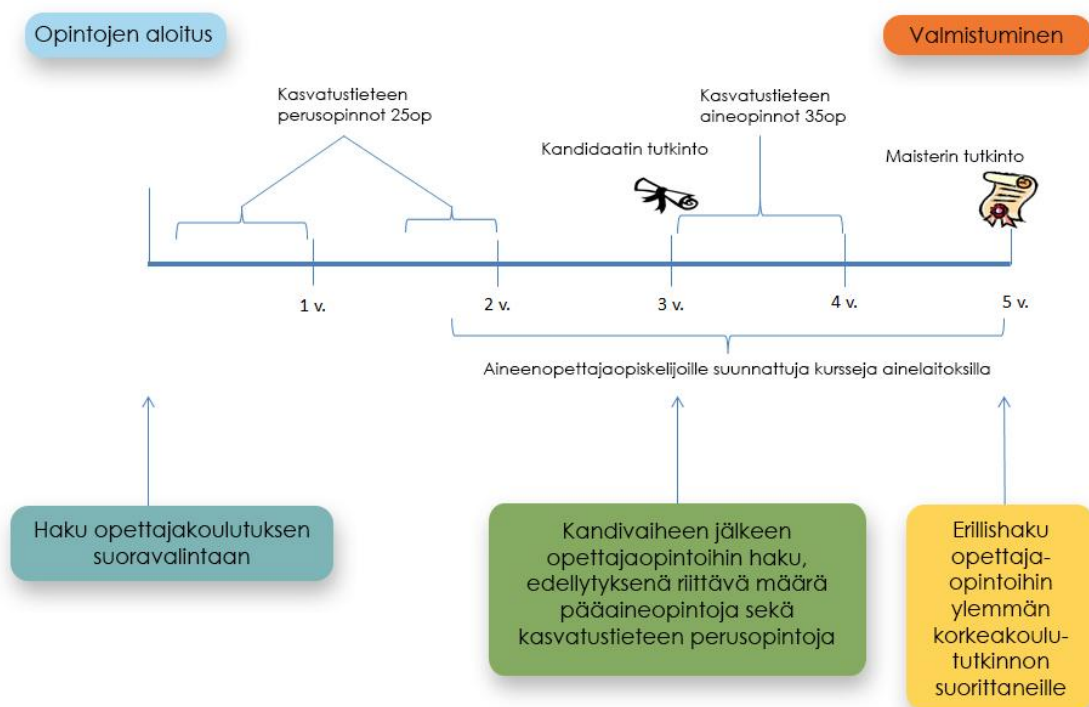 Opintojen aloitus
Valmistuminen
Kasvatustieteen
perusopinnot 25op
Kasvatustieteen
aineopinnot 35op
Kandidaatin tutkinto
Maisterin tutkinto
1 v.
2 v.
3 v.
4 v.
5 v.
Aineenopettajaopiskelijoille suunnattuja kursseja ainelaitoksilla
Haku opettajakoulutuksen
suoravalintaan
Kandivaiheen jälkeen
opettajaopintoihin haku,
edellytyksenä riittävä määrä
pääaineopintoja sekä
kasvatustieteen perusopintoja
Erillishaku
opettaja-
opintoihin
ylemmän
korkeakoulu-
tutkinnon
suorittaneille